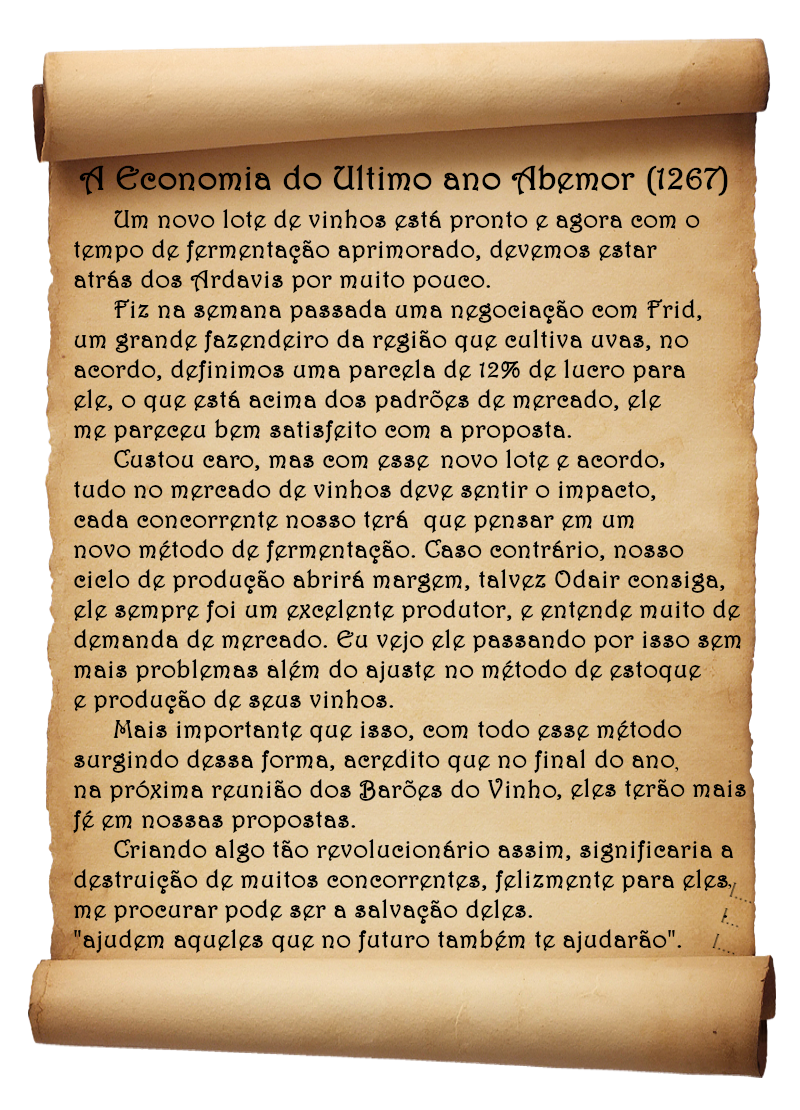 A Economia do Ultimo ano Abemor (1267)
Um novo lote de vinhos está pronto e agora com o
tempo de fermentação aprimorado, devemos estar
atrás dos Ardavis por muito pouco.
Fiz na semana passada uma negociação com Frid,
um grande fazendeiro da região que cultiva uvas, no
acordo, definimos uma parcela de 12% de lucro para
ele, o que está acima dos padrões de mercado, ele
me pareceu bem satisfeito com a proposta.
Custou caro, mas com esse novo lote e acordo,
tudo no mercado de vinhos deve sentir o impacto,
cada concorrente nosso terá que pensar em um
novo método de fermentação. Caso contrário, nosso
ciclo de produção abrirá margem, talvez Odair consiga,
ele sempre foi um excelente produtor, e entende muito de
demanda de mercado. Eu vejo ele passando por isso sem
mais problemas além do ajuste no método de estoque
e produção de seus vinhos.
Mais importante que isso, com todo esse método
surgindo dessa forma, acredito que no final do ano,
na próxima reunião dos Barões do Vinho, eles terão mais
fé em nossas propostas.
Criando algo tão revolucionário assim, significaria a
destruição de muitos concorrentes, felizmente para eles,
me procurar pode ser a salvação deles.
"ajudem aqueles que no futuro também te ajudarão".